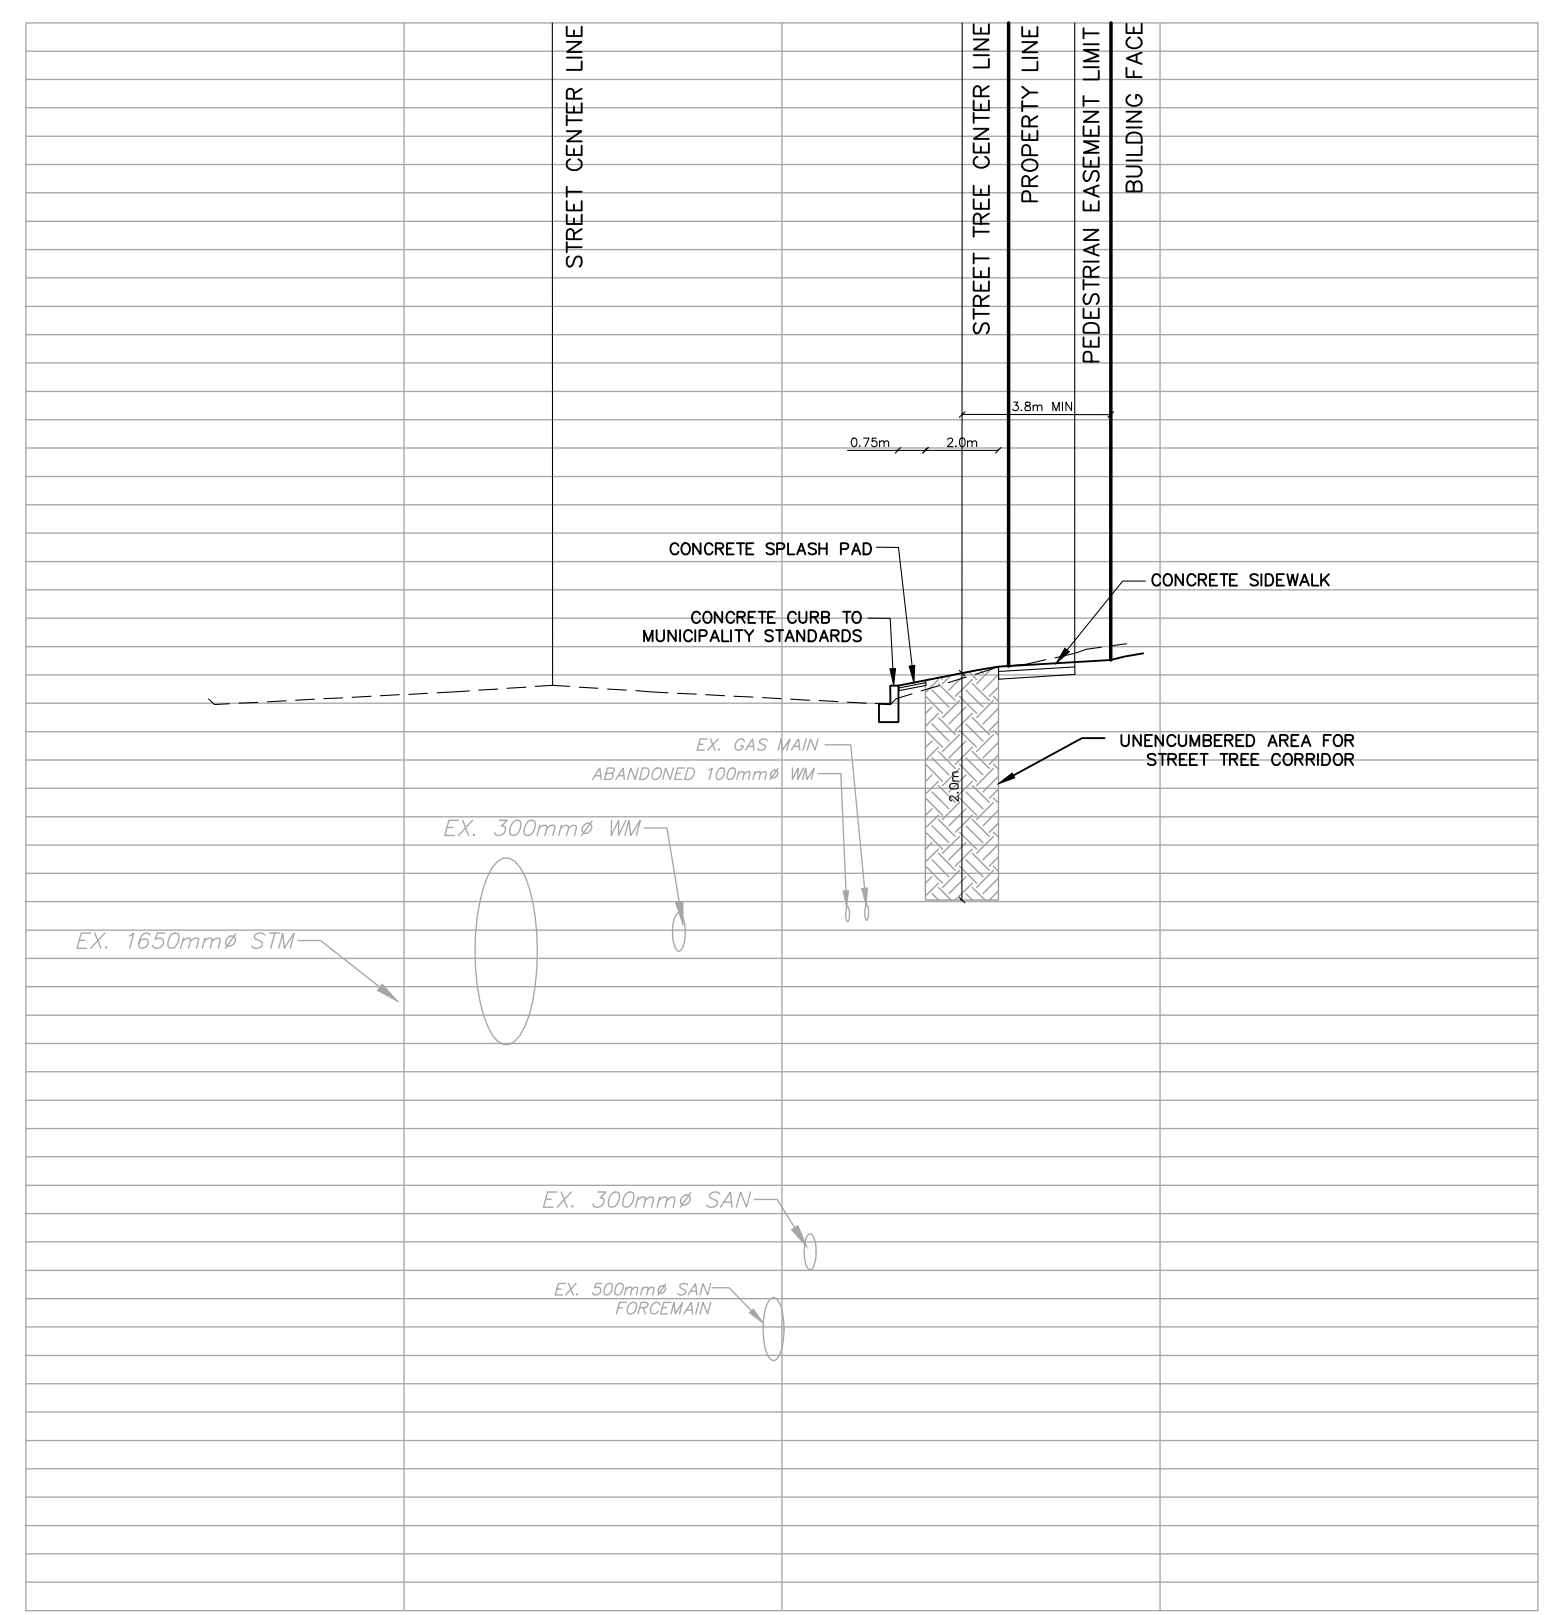 STREET CENTER LINE
STREET TREE CENTER LINE
PROPERTY LINE
PEDESTRIAN EASEMENT LIMIT
BUILDING FACE
3.8m MIN
0.75m
2.0m
CONCRETE SPLASH PAD
CONCRETE SIDEWALK
CONCRETE CURB TO
MUNICIPALITY STANDARDS
EX. GAS MAIN
UNENCUMBERED AREA FOR
STREET TREE CORRIDOR
ABANDONED 100mmø WM
2.0m
EX. 300mmø WM
EX. 1650mmø STM
EX. 300mmø SAN
EX. 500mmø SAN
FORCEMAIN